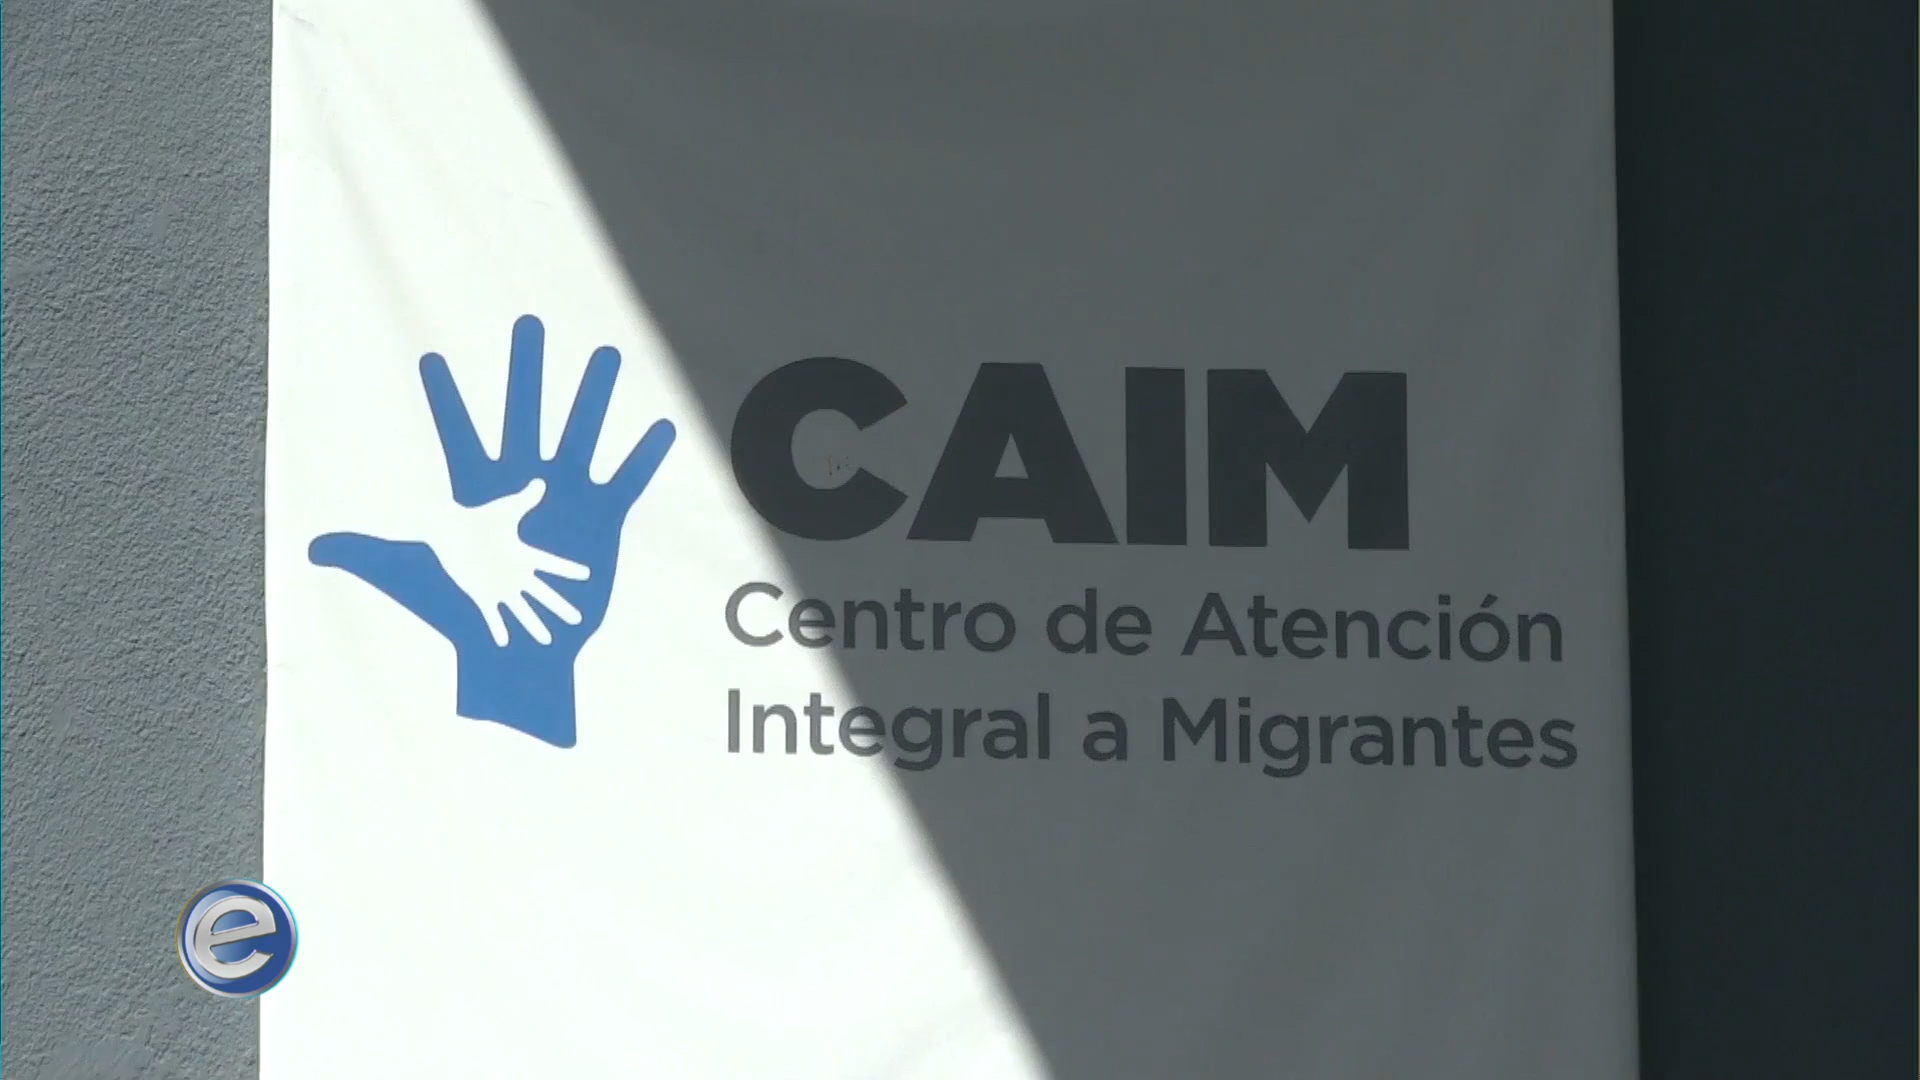 CAIM
Centro de Atención
Integral a Migrantes
e